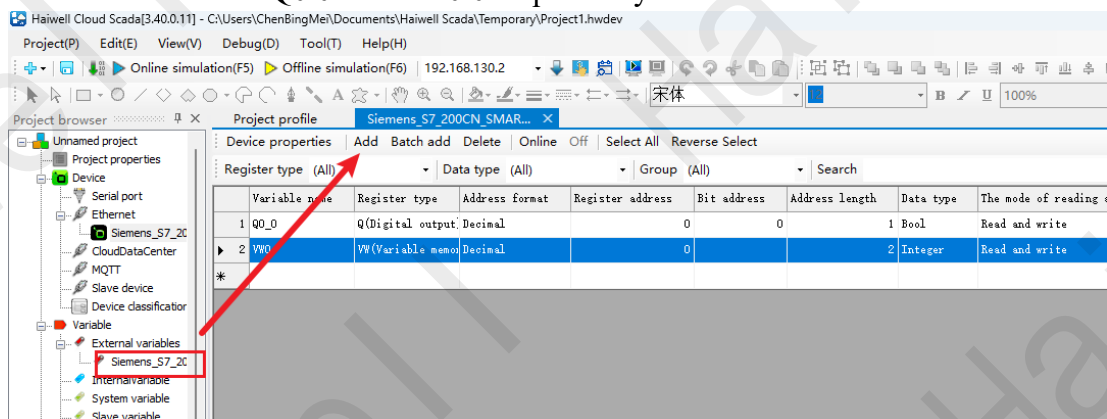 Haiwell Cloud Scada[3.40.0.11] - C:\Users\ChenBingMei\Documents\Haiwell Scada\Temporary\Project1.hwdev
Project(P) Edit(E) View(V) Debug(D) Tool(T) Help(H)
Online simulation(F5) Offline simulation(F6) 192.168.130.2
A 宋体 B I U 100%
Project browser Project profile Siemens_S7_200CN_SMAR...
Unnamed project Device properties Add Batch add Delete Online Off Select All Reverse Select
Project properties
Device Register type (All) Data type (All) Group (All) Search
Serial port Variable name Register type Address format Register address Bit address Address length Data type The mode of reading
Ethernet
Siemens_S7_20 1 Q0_0 Q(Digital output Decimal 0 0 1 Bool Read and write
CloudDataCenter 2 VW0 VW(Variable memo Decimal 0 2 Integer Read and write
MQTT
Slave device
Device classification
Variable
External variables
Siemens_S7_20
InternalVariable
System variable
Slave variable